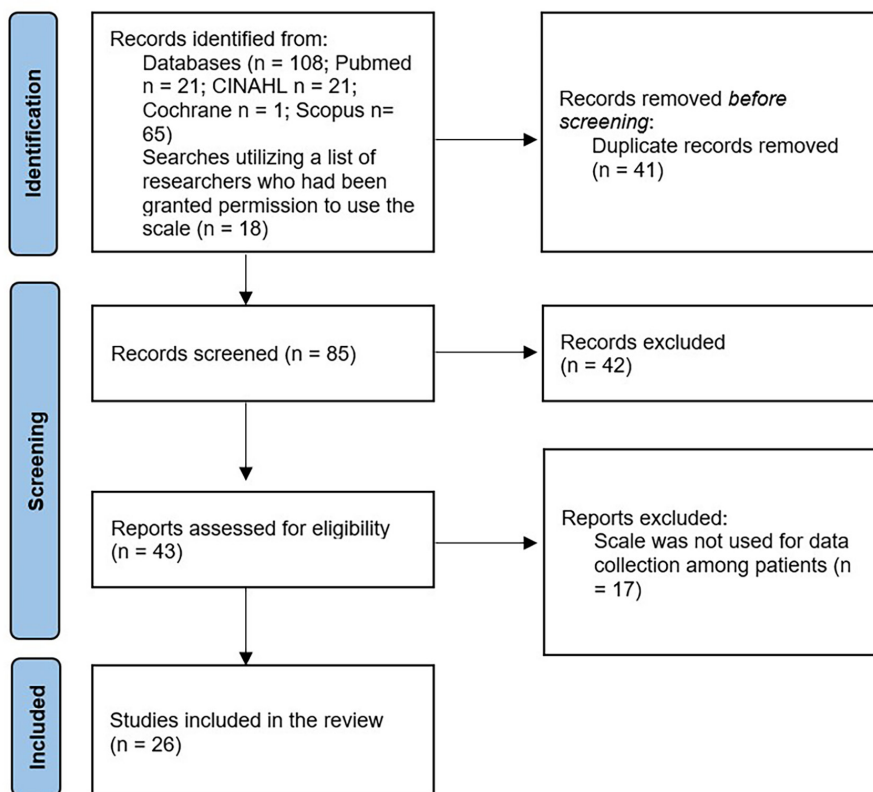 Identification
Records identified from:
Databases (n = 108; Pubmed
n = 21; CINAHL n = 21;
Cochrane n = 1; Scopus n=
65)
Searches utilizing a list of
researchers who had been
granted permission to use the
scale (n = 18)
Records removed before
screening:
Duplicate records removed
(n = 41)
Screening
Records screened (n = 85)
Records excluded
(n = 42)
Reports assessed for eligibility
(n = 43)
Reports excluded:
Scale was not used for data
collection among patients (n
= 17)
Included
Studies included in the review
(n = 26)